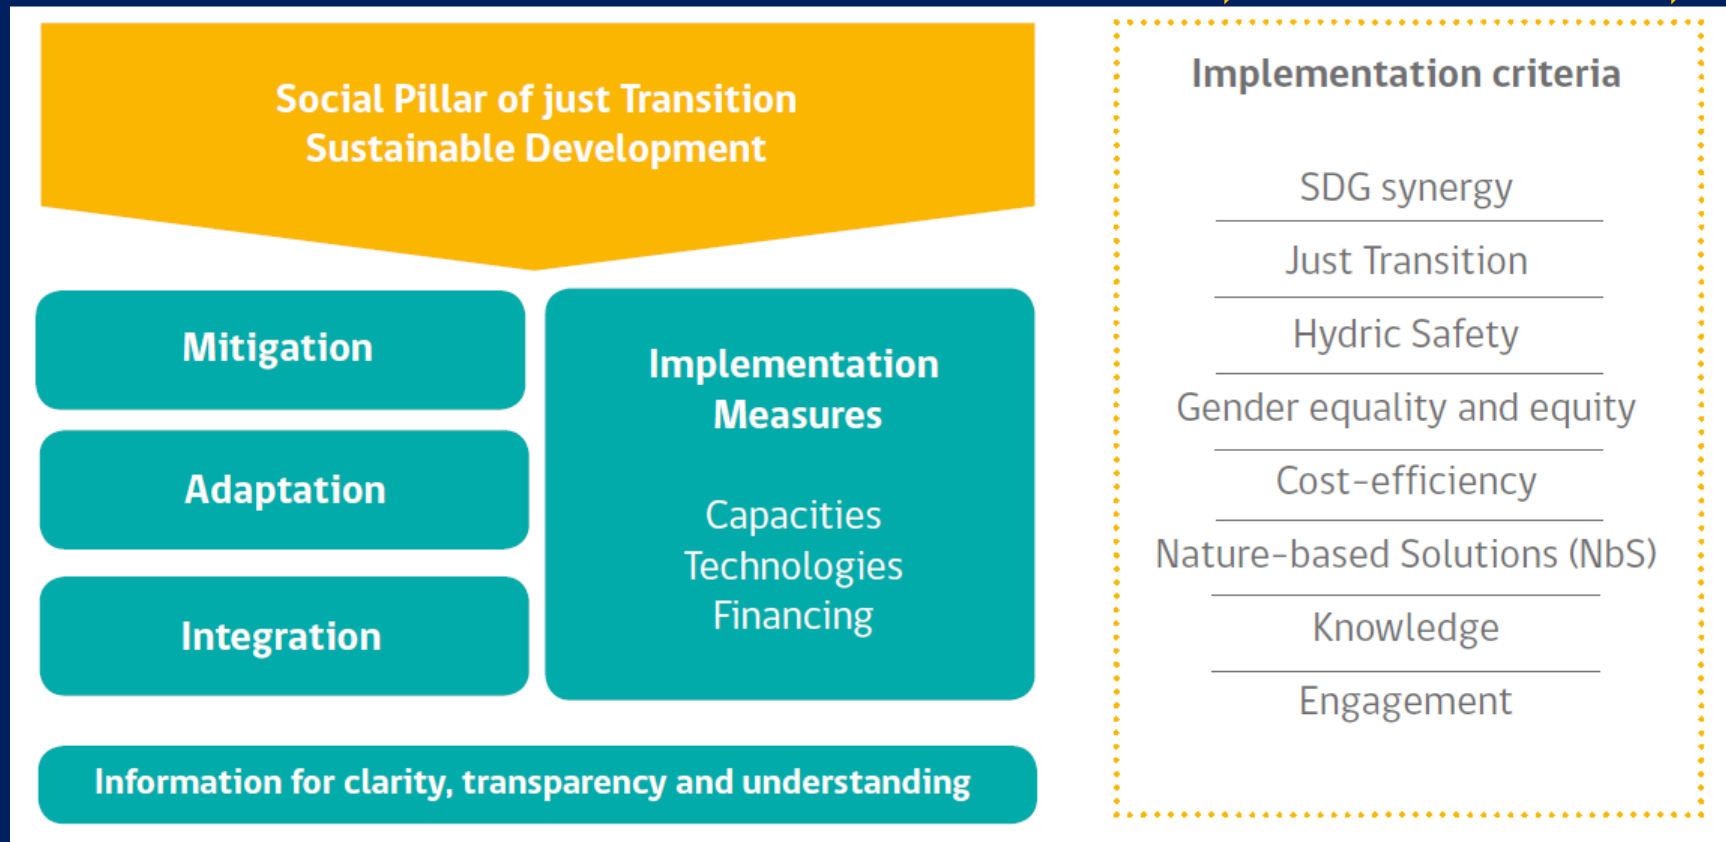 Social Pillar of just Transition
Sustainable Development
Mitigation
Adaptation
Integration
Implementation
Measures
Capacities
Technologies
Financing
Information for clarity, transparency and understanding
Implementation criteria
SDG synergy
Just Transition
Hydric Safety
Gender equality and equity
Cost-efficiency
Nature-based Solutions (NbS)
Knowledge
Engagement